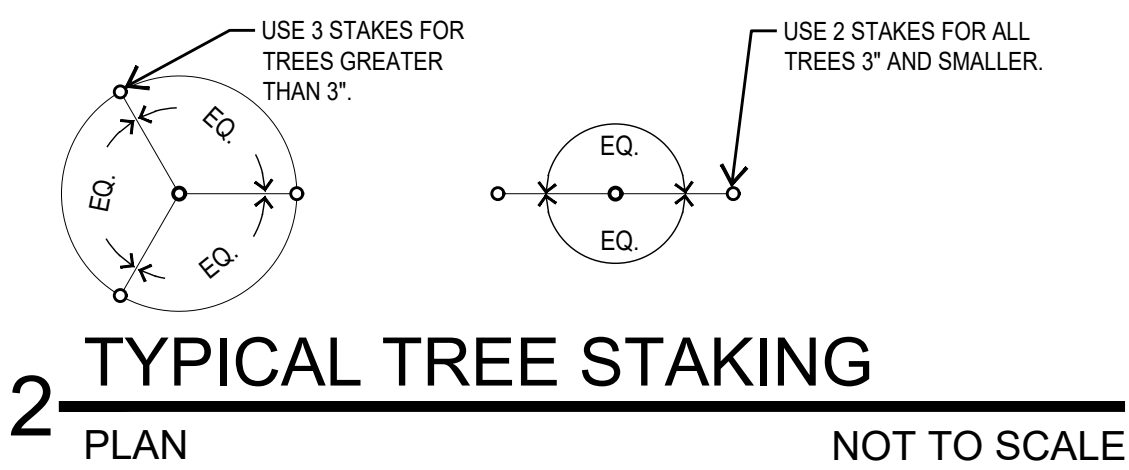 USE 3 STAKES FOR
TREES GREATER
THAN 3".
EQ.
EQ.
EQ.
USE 2 STAKES FOR ALL
TREES 3" AND SMALLER.
EQ.
EQ.
2
TYPICAL TREE STAKING
PLAN
NOT TO SCALE